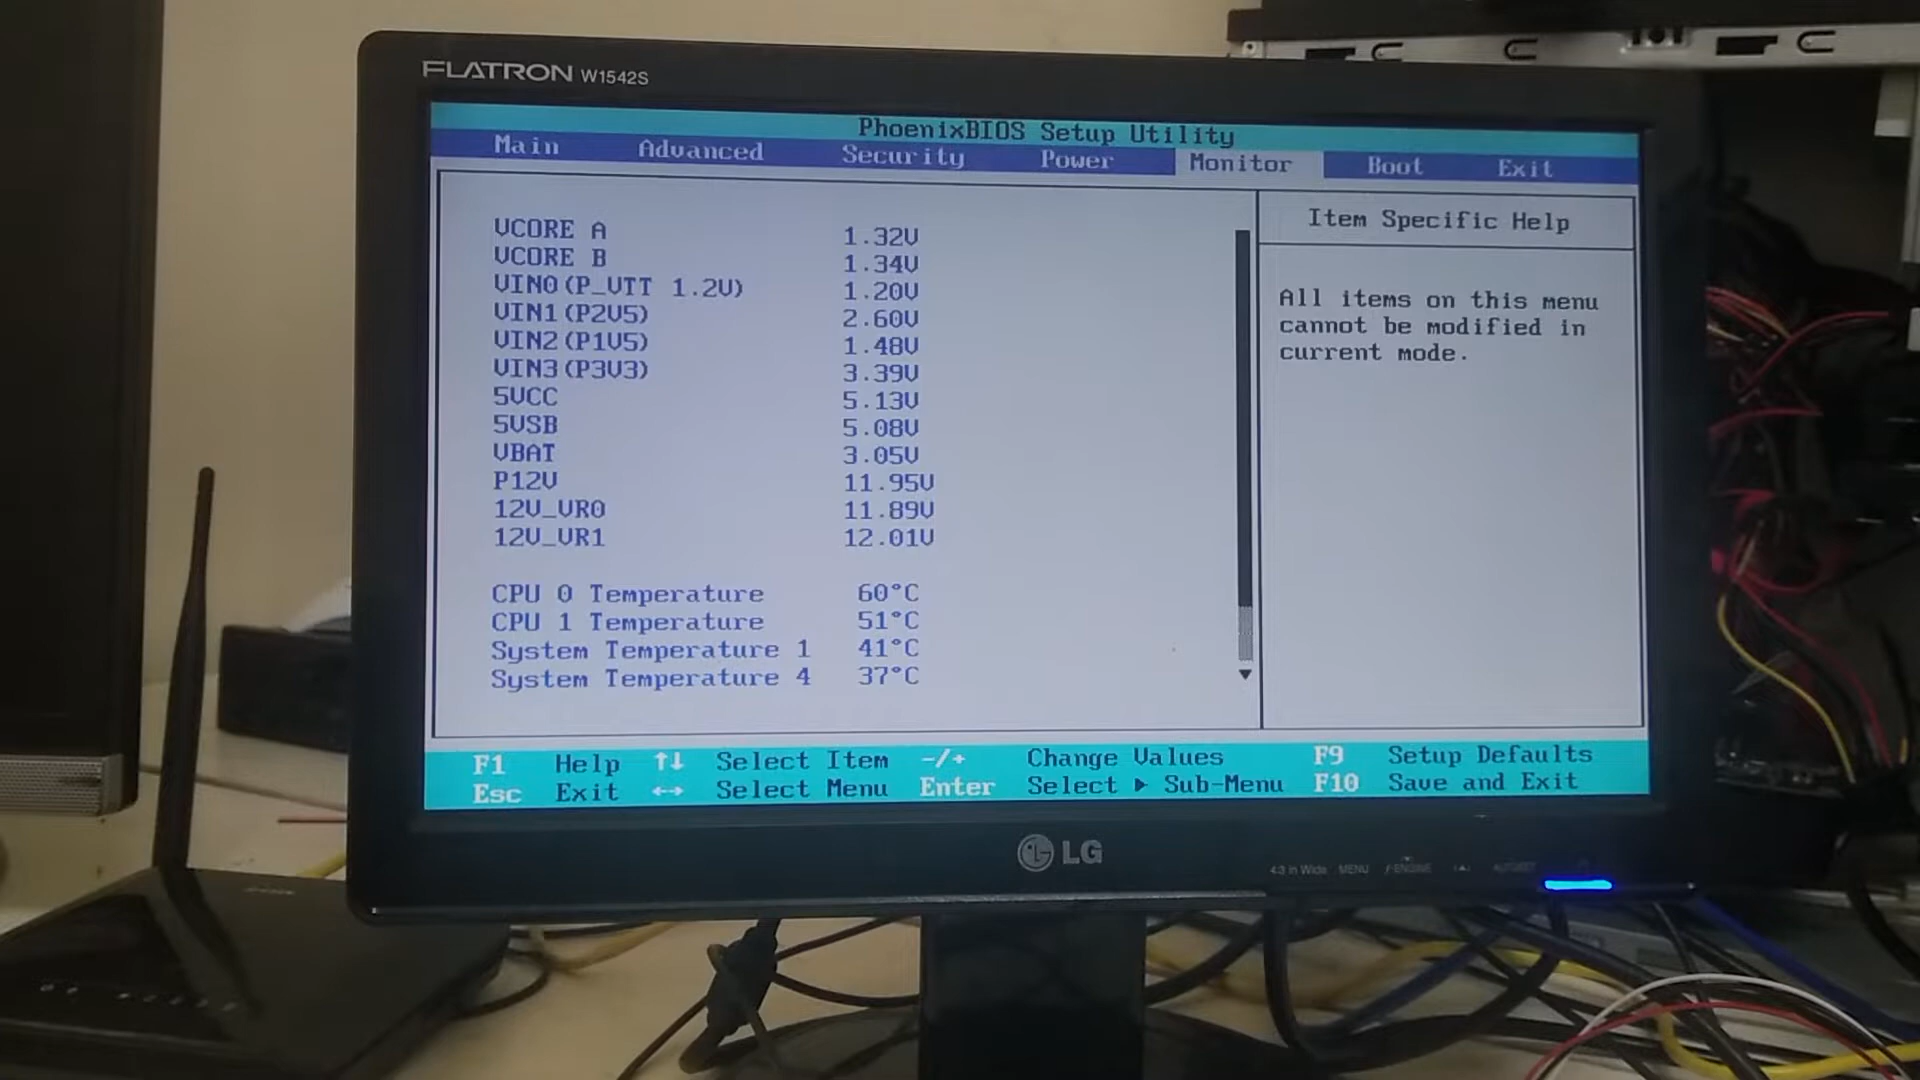 FLATRON W1542S
PhoenixBIOS Setup Utility
Main Advanced Security Power Monitor Boot Exit
VCORE A 1.32V
VCORE B 1.34V
VIN0(P_VTT 1.2V) 1.20V
VIN1(P2V5) 2.60V
VIN2(P1V5) 1.48V
VIN3(P3V3) 3.39V
5VCC 5.13V
5VSB 5.08V
VBAT 3.05V
P12V 11.95V
12V_VR0 11.89V
12V_VR1 12.01V
CPU 0 Temperature 60°C
CPU 1 Temperature 51°C
System Temperature 1 41°C
System Temperature 4 37°C
Item Specific Help
All items on this menu
cannot be modified in
current mode.
F1 Help ↑↓ Select Item -/+ Change Values F9 Setup Defaults
Esc Exit ↔ Select Menu Enter Select ▶ Sub-Menu F10 Save and Exit
LG
4:3 in Wide MENU